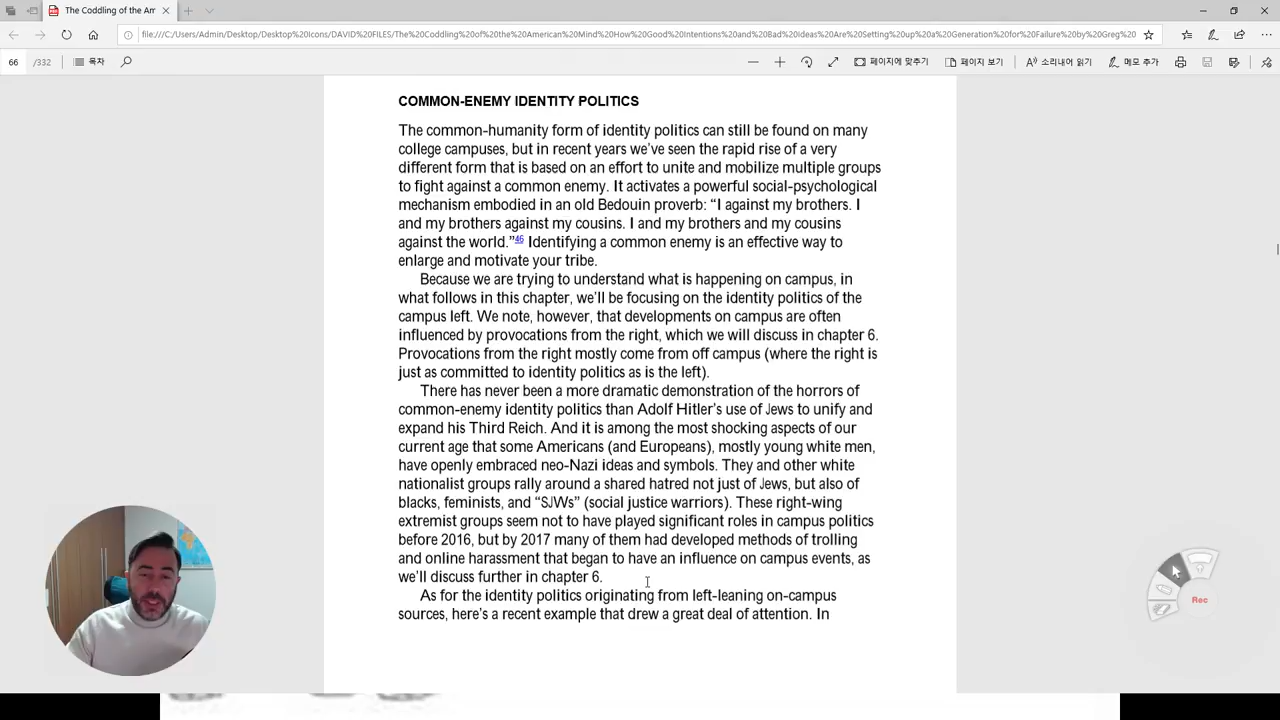 The Coddling of the Am
file:///C:/Users/Admin/Desktop/Desktop%20Icons/DAVID%20FILES/The%20Coddling%20of%20the%20American%20Mind%20How%20Good%20Intentions%20and%20Bad%20Ideas%20Are%20Setting%20up%20a%20Generation%20for%20Failure%20by%20Greg%20
66 /332 목차 페이지에 맞추기 페이지 보기 소리내어 읽기 메모 추가
COMMON-ENEMY IDENTITY POLITICS
The common-humanity form of identity politics can still be found on many
college campuses, but in recent years we've seen the rapid rise of a very
different form that is based on an effort to unite and mobilize multiple groups
to fight against a common enemy. It activates a powerful social-psychological
mechanism embodied in an old Bedouin proverb: “I against my brothers. I
and my brothers against my cousins. I and my brothers and my cousins
against the world.”46 Identifying a common enemy is an effective way to
enlarge and motivate your tribe.
Because we are trying to understand what is happening on campus, in
what follows in this chapter, we'll be focusing on the identity politics of the
campus left. We note, however, that developments on campus are often
influenced by provocations from the right, which we will discuss in chapter 6.
Provocations from the right mostly come from off campus (where the right is
just as committed to identity politics as is the left).
There has never been a more dramatic demonstration of the horrors of
common-enemy identity politics than Adolf Hitler's use of Jews to unify and
expand his Third Reich. And it is among the most shocking aspects of our
current age that some Americans (and Europeans), mostly young white men,
have openly embraced neo-Nazi ideas and symbols. They and other white
nationalist groups rally around a shared hatred not just of Jews, but also of
blacks, feminists, and “SJWs” (social justice warriors). These right-wing
extremist groups seem not to have played significant roles in campus politics
before 2016, but by 2017 many of them had developed methods of trolling
and online harassment that began to have an influence on campus events, as
we'll discuss further in chapter 6.
As for the identity politics originating from left-leaning on-campus
sources, here's a recent example that drew a great deal of attention. In
Rec